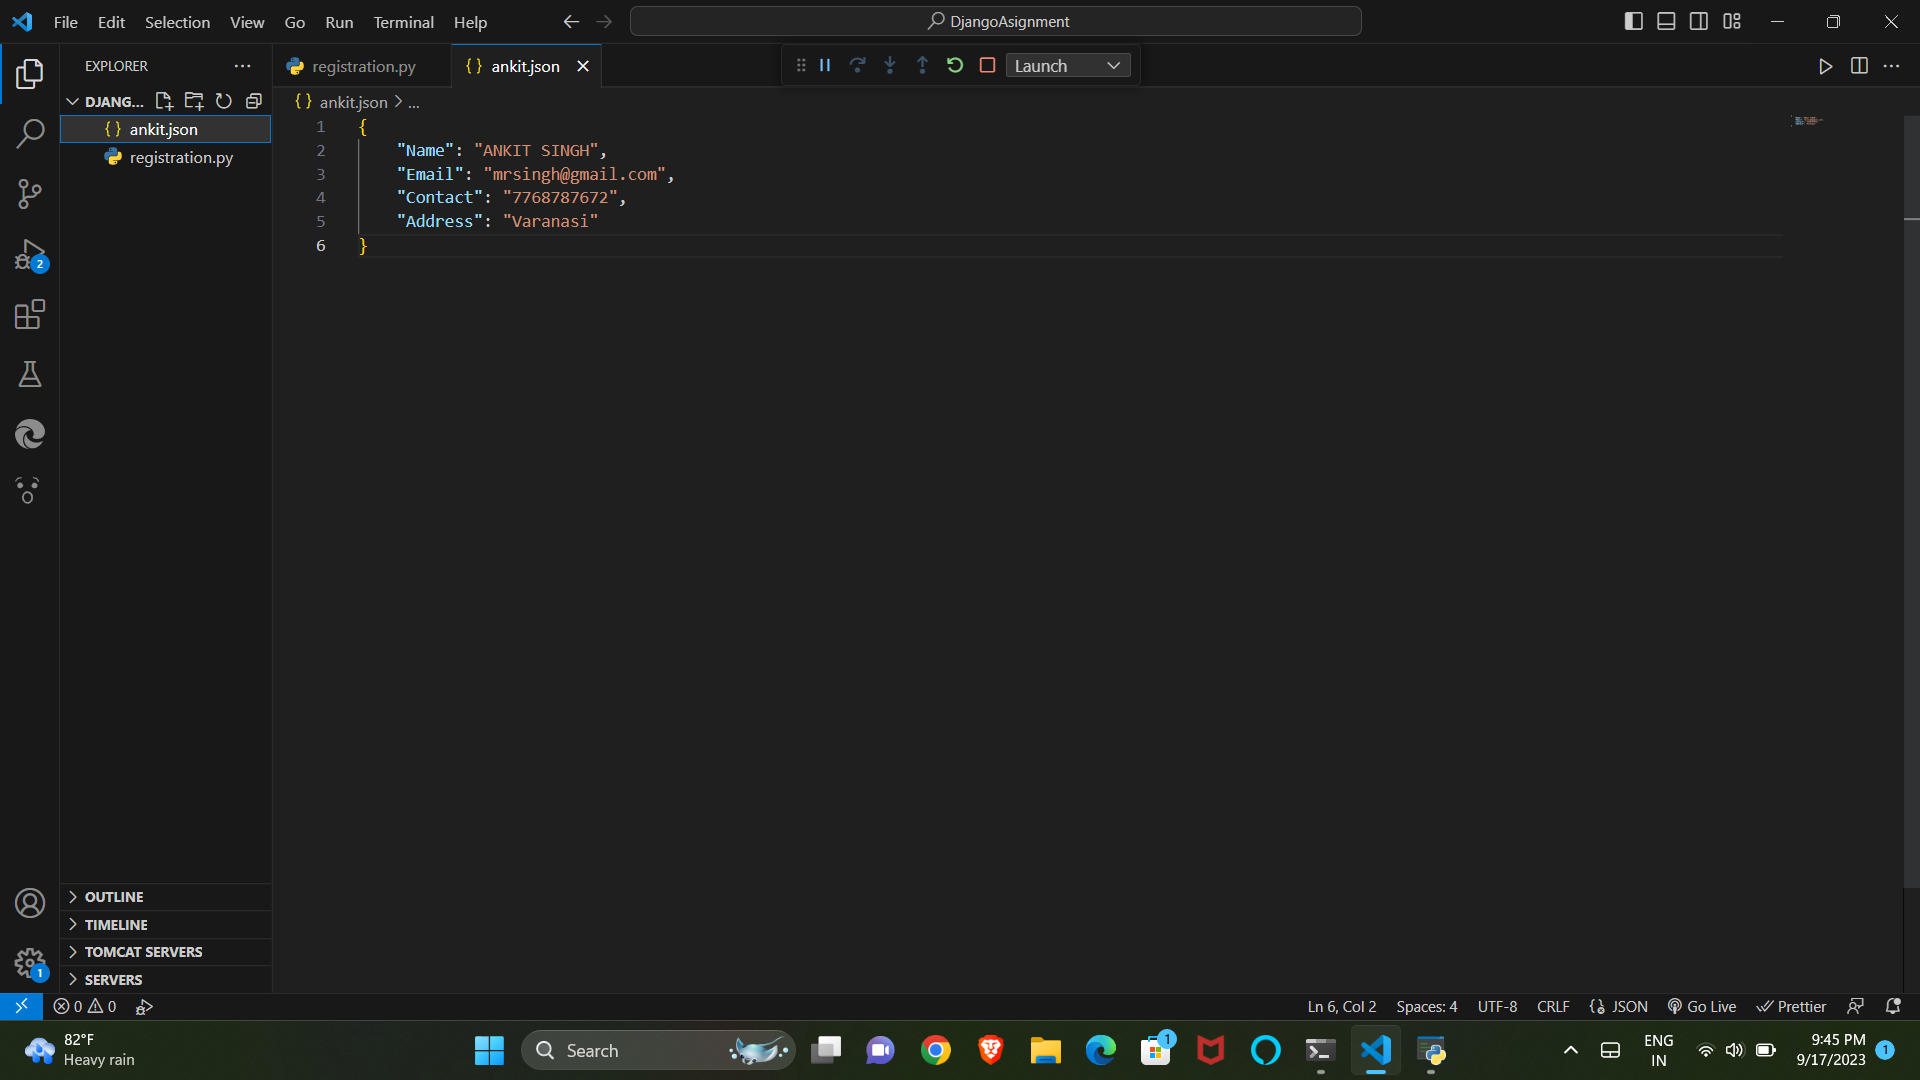 File Edit Selection View Go Run Terminal Help
DjangoAsignment
EXPLORER
registration.py
{} ankit.json
Launch
DJANG...
{} ankit.json > ...
{} ankit.json
registration.py
1 {
2 "Name": "ANKIT SINGH",
3 "Email": "mrsingh@gmail.com",
4 "Contact": "7768787672",
5 "Address": "Varanasi"
6 }
2
OUTLINE
TIMELINE
TOMCAT SERVERS
SERVERS
1
0 0
Ln 6, Col 2 Spaces: 4 UTF-8 CRLF {} JSON Go Live Prettier
82°F
Heavy rain
Search
1
ENG
IN
9:45 PM
9/17/2023
1